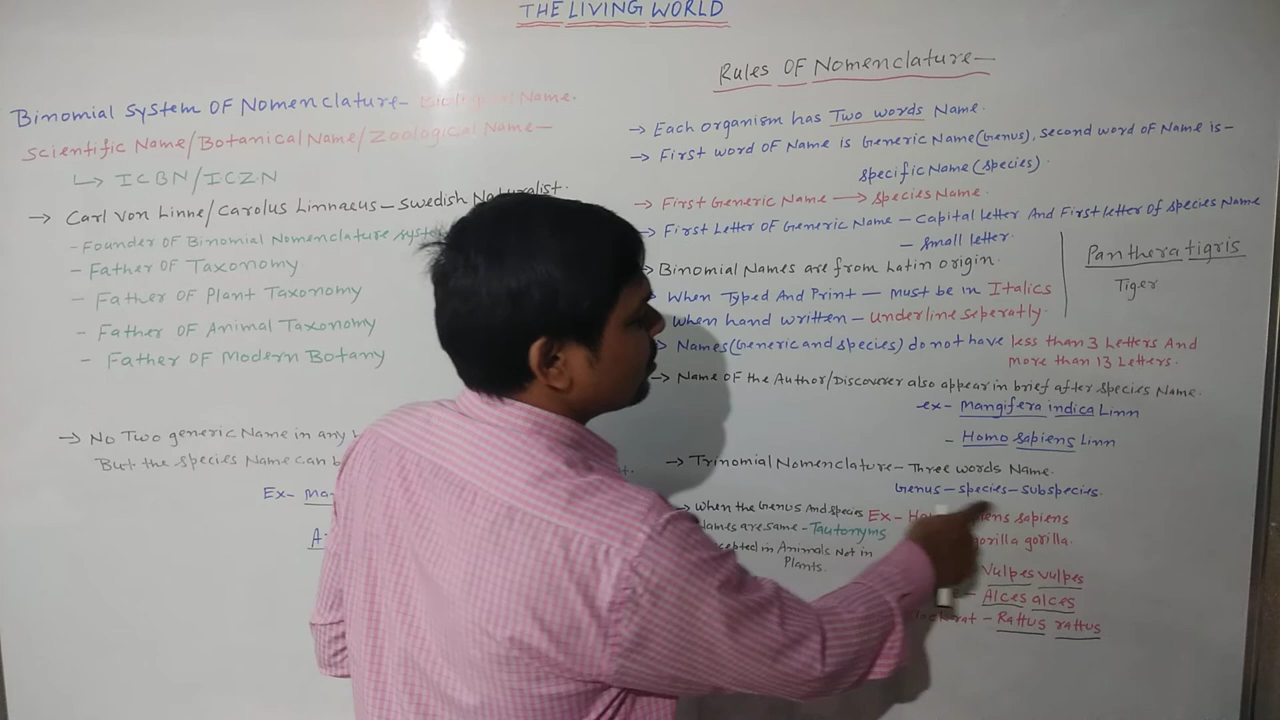 THE LIVING WORLD
Binomial System OF Nomenclature- Biological Name.
Scientific Name/Botanical Name/Zoological Name-
ICBN/ICZN
→ Carl Von Linne/Carolus Linnaeus - Swedish Naturalist.
- Founder OF Binomial Nomenclature
- Father OF Taxonomy
- Father OF Plant Taxonomy
- Father OF Animal Taxonomy
- Father OF Modern Botany
→ No Two generic Name in any
But the species Name can
Ex-
Rules OF Nomenclature-
→ Each organism has Two words Name.
→ First word OF Name is Generic Name(Genus), second word OF Name is-
specific Name (species).
→ First Generic Name → Species Name.
→ First Letter OF Generic Name - Capital letter And First letter OF species Name
- small letter.
Binomial Names are from Latin origin.
When Typed And Print - must be in Italics
When hand written - underline seperatly.
Panthera tigris
Tiger
Names (Generic and species) do not have less than 3 Letters And
more than 13 Letters.
→ Name OF the Author/Discoverer also appear in brief after species Name.
ex- Mangifera indica Linn
- Homo sapiens Linn
→ Trinomial Nomenclature - Three words Name.
Genus - species - subspecies.
Ex- sapiens
gorilla gorilla.
→ When the Genus And species
Names are same - Tautonyms
in Animals Not in
Plants.
Vulpes vulpes
Alces alces
rat - Rattus rattus